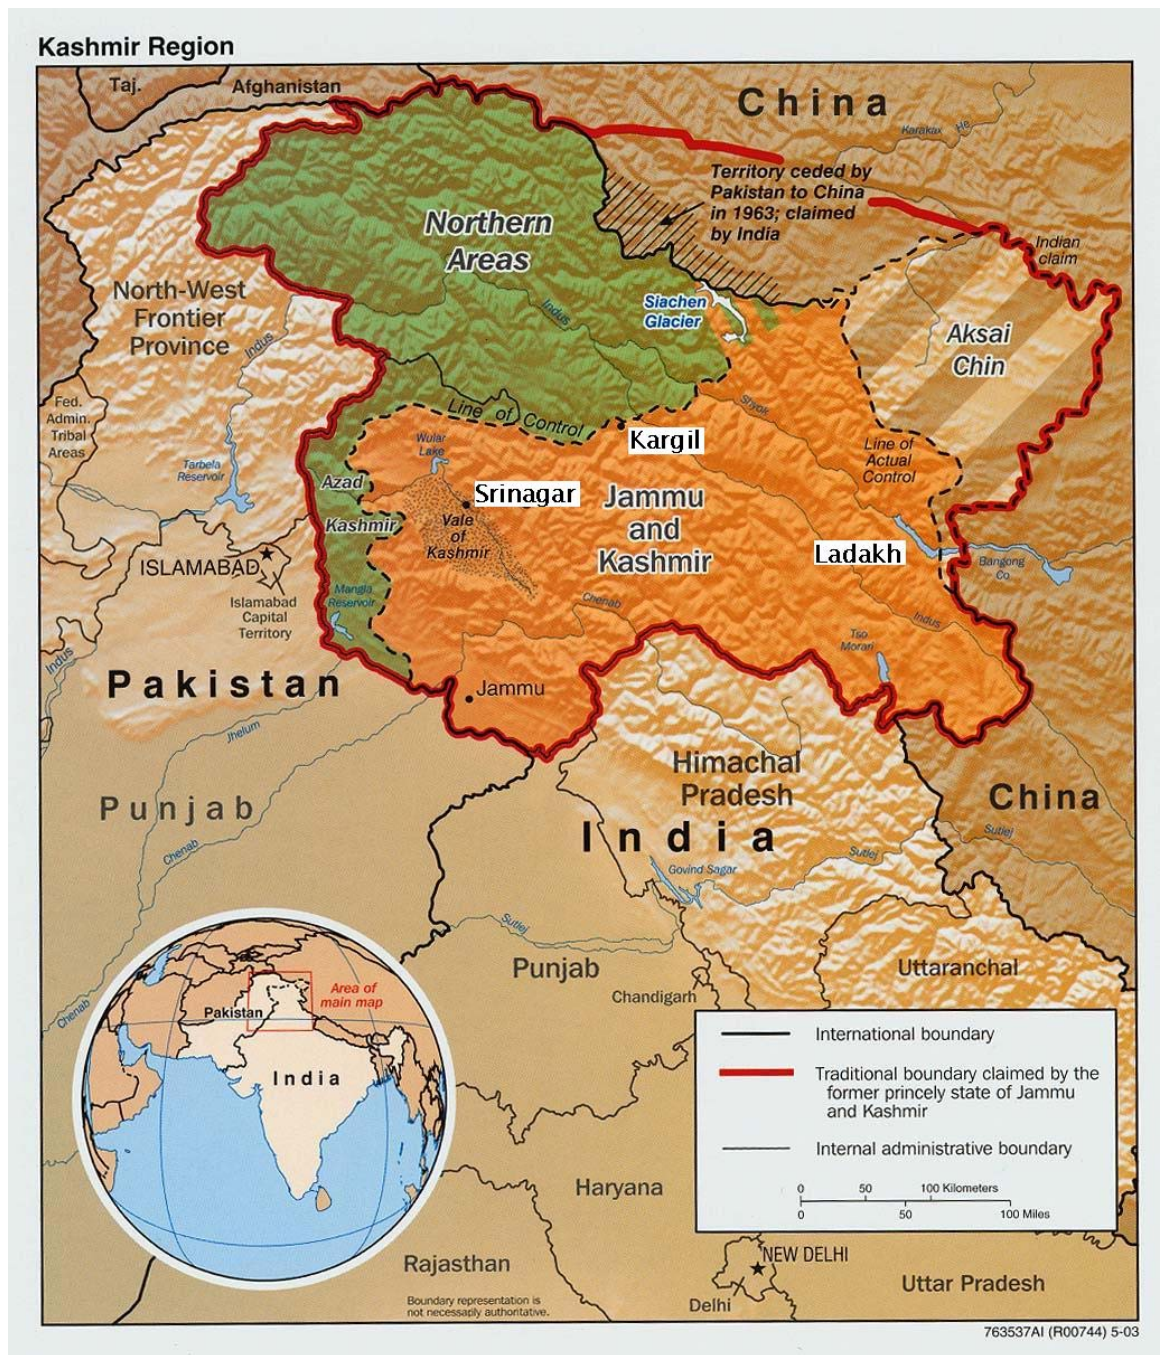 Kashmir Region
Taj.
Afghanistan
China
Karakax He
Territory ceded by
Pakistan to China
in 1963; claimed
by India
Indian
claim
Northern
Areas
North-West
Frontier
Province
Indus
Indus
Siachen
Glacier
Aksai
Chin
Fed.
Admin.
Tribal
Areas
Line of Control
Shyok
Wular
Lake
Kargil
Line of
Actual
Control
Tarbela
Reservoir
Azad
Kashmir
Srinagar
Vale
of
Kashmir
Jammu
and
Kashmir
Ladakh
ISLAMABAD
Islamabad
Capital
Territory
Mangla
Reservoir
Bangong
Co
Chenab
Indus
Tso
Morari
Indus
Pakistan
Jammu
Jhelum
Himachal
Pradesh
China
Punjab
India
Sutlej
Chenab
Sutlej
Govind Sagar
Sutlej
Punjab
Uttaranchal
Chandigarh
Area of
main map
Pakistan
India
Chenab
International boundary
Traditional boundary claimed by the
former princely state of Jammu
and Kashmir
Internal administrative boundary
0 50 100 Kilometers
0 50 100 Miles
Haryana
Rajasthan
NEW DELHI
Delhi
Uttar Pradesh
Boundary representation is
not necessarily authoritative.
763537AI (R00744) 5-03